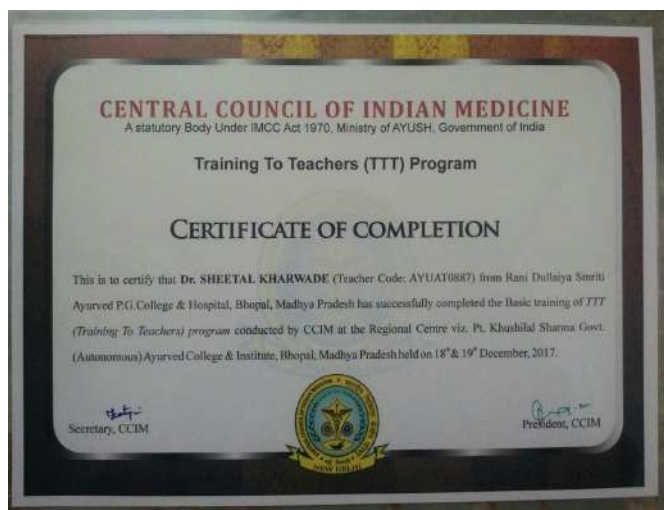 CENTRAL COUNCIL OF INDIAN MEDICINE
A statutory Body Under IMCC Act 1970, Ministry of AYUSH, Government of India
Training To Teachers (TTT) Program
CERTIFICATE OF COMPLETION
This is to certify that Dr. SHEETAL KHARWADE (Teacher Code: AYUAT0887) from Rani Dullaiya Smriti
Ayurved P.G.College & Hospital, Bhopal, Madhya Pradesh has successfully completed the Basic training of TTT
(Training To Teachers) program conducted by CCIM at the Regional Centre viz. Pt. Khushilal Sharma Govt.
(Autonomous) Ayurved College & Institute, Bhopal, Madhya Pradesh held on 18th & 19th December, 2017.
Secretary, CCIM
President, CCIM
NEW DELHI